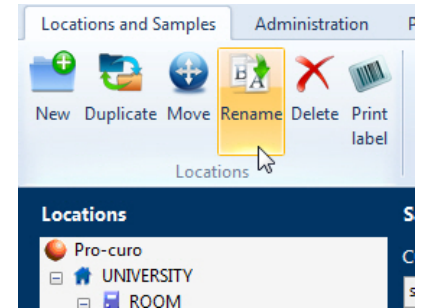 Locations and Samples Administration P
New Duplicate Move Rename Delete Print label
Locations
Locations S
Pro-curo C
UNIVERSITY s
ROOM